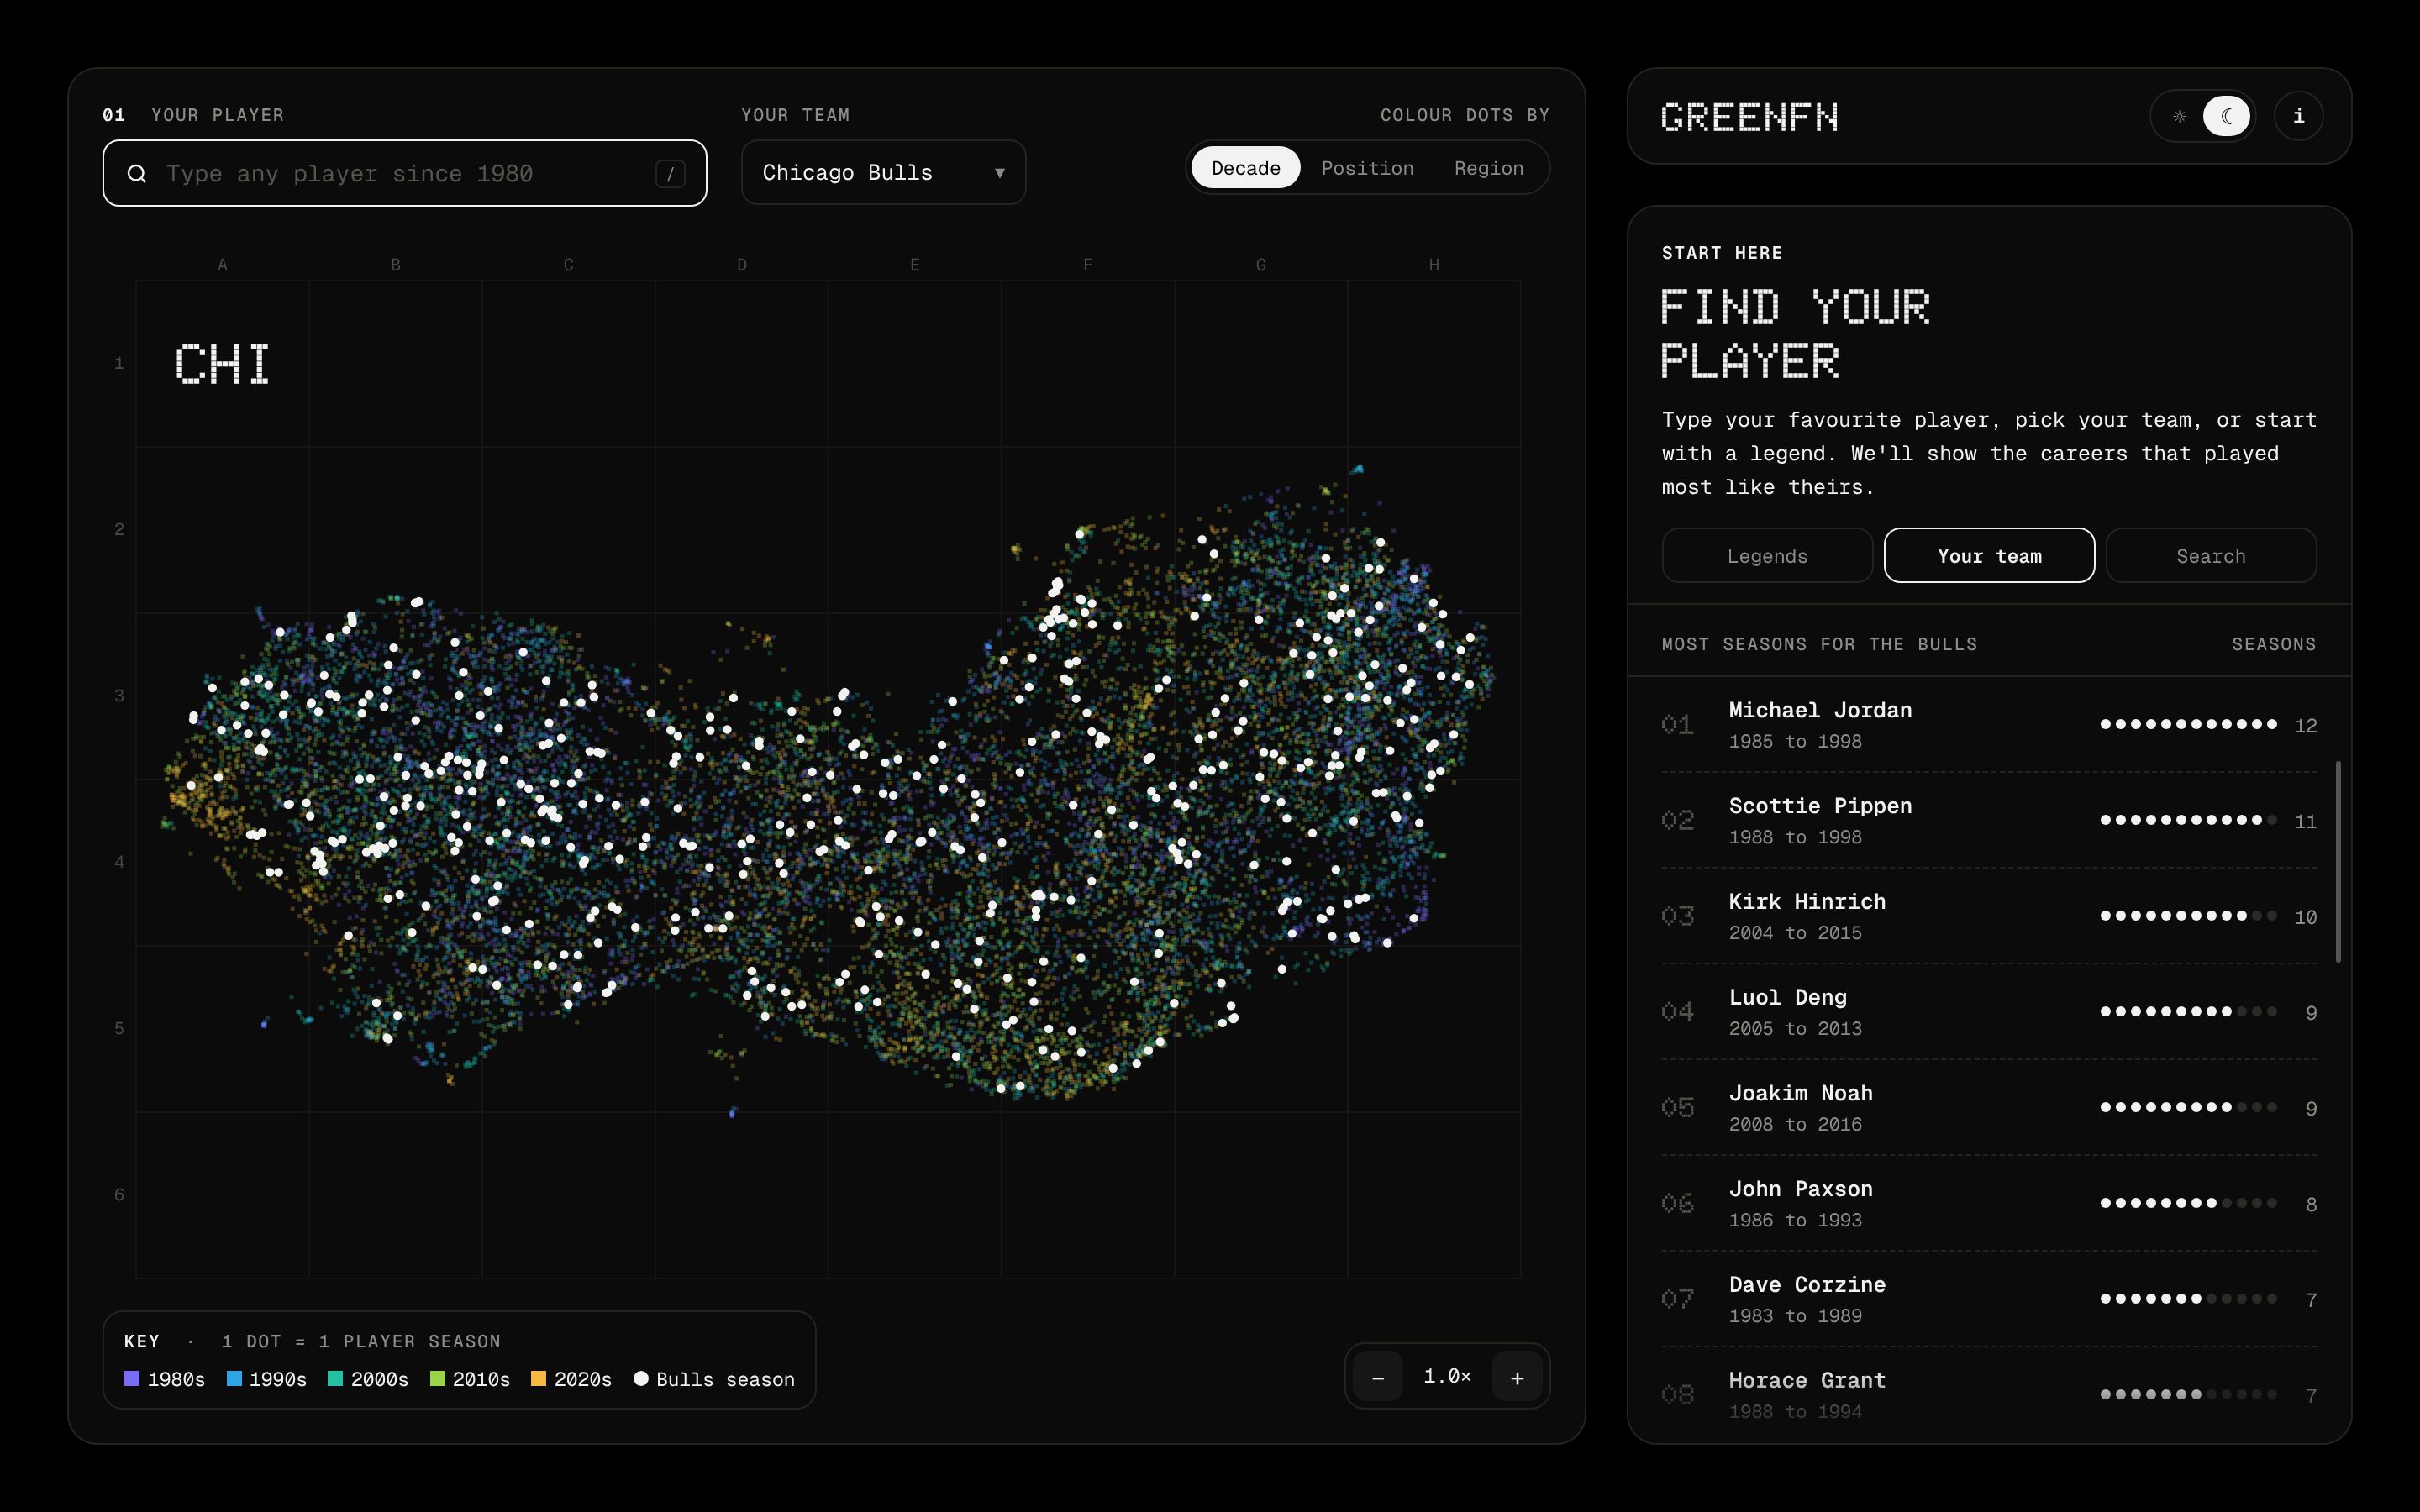 01 YOUR PLAYER
YOUR TEAM
COLOUR DOTS BY
Type any player since 1980 /
Chicago Bulls ▼
Decade Position Region
A B C D E F G H
1
CHI
2
3
4
5
6
KEY · 1 DOT = 1 PLAYER SEASON
1980s 1990s 2000s 2010s 2020s Bulls season
− 1.0× +
GREENFN
i
START HERE
FIND YOUR
PLAYER
Type your favourite player, pick your team, or start
with a legend. We'll show the careers that played
most like theirs.
Legends Your team Search
MOST SEASONS FOR THE BULLS SEASONS
01 Michael Jordan 12
1985 to 1998
02 Scottie Pippen 11
1988 to 1998
03 Kirk Hinrich 10
2004 to 2015
04 Luol Deng 9
2005 to 2013
05 Joakim Noah 9
2008 to 2016
06 John Paxson 8
1986 to 1993
07 Dave Corzine 7
1983 to 1989
08 Horace Grant 7
1988 to 1994